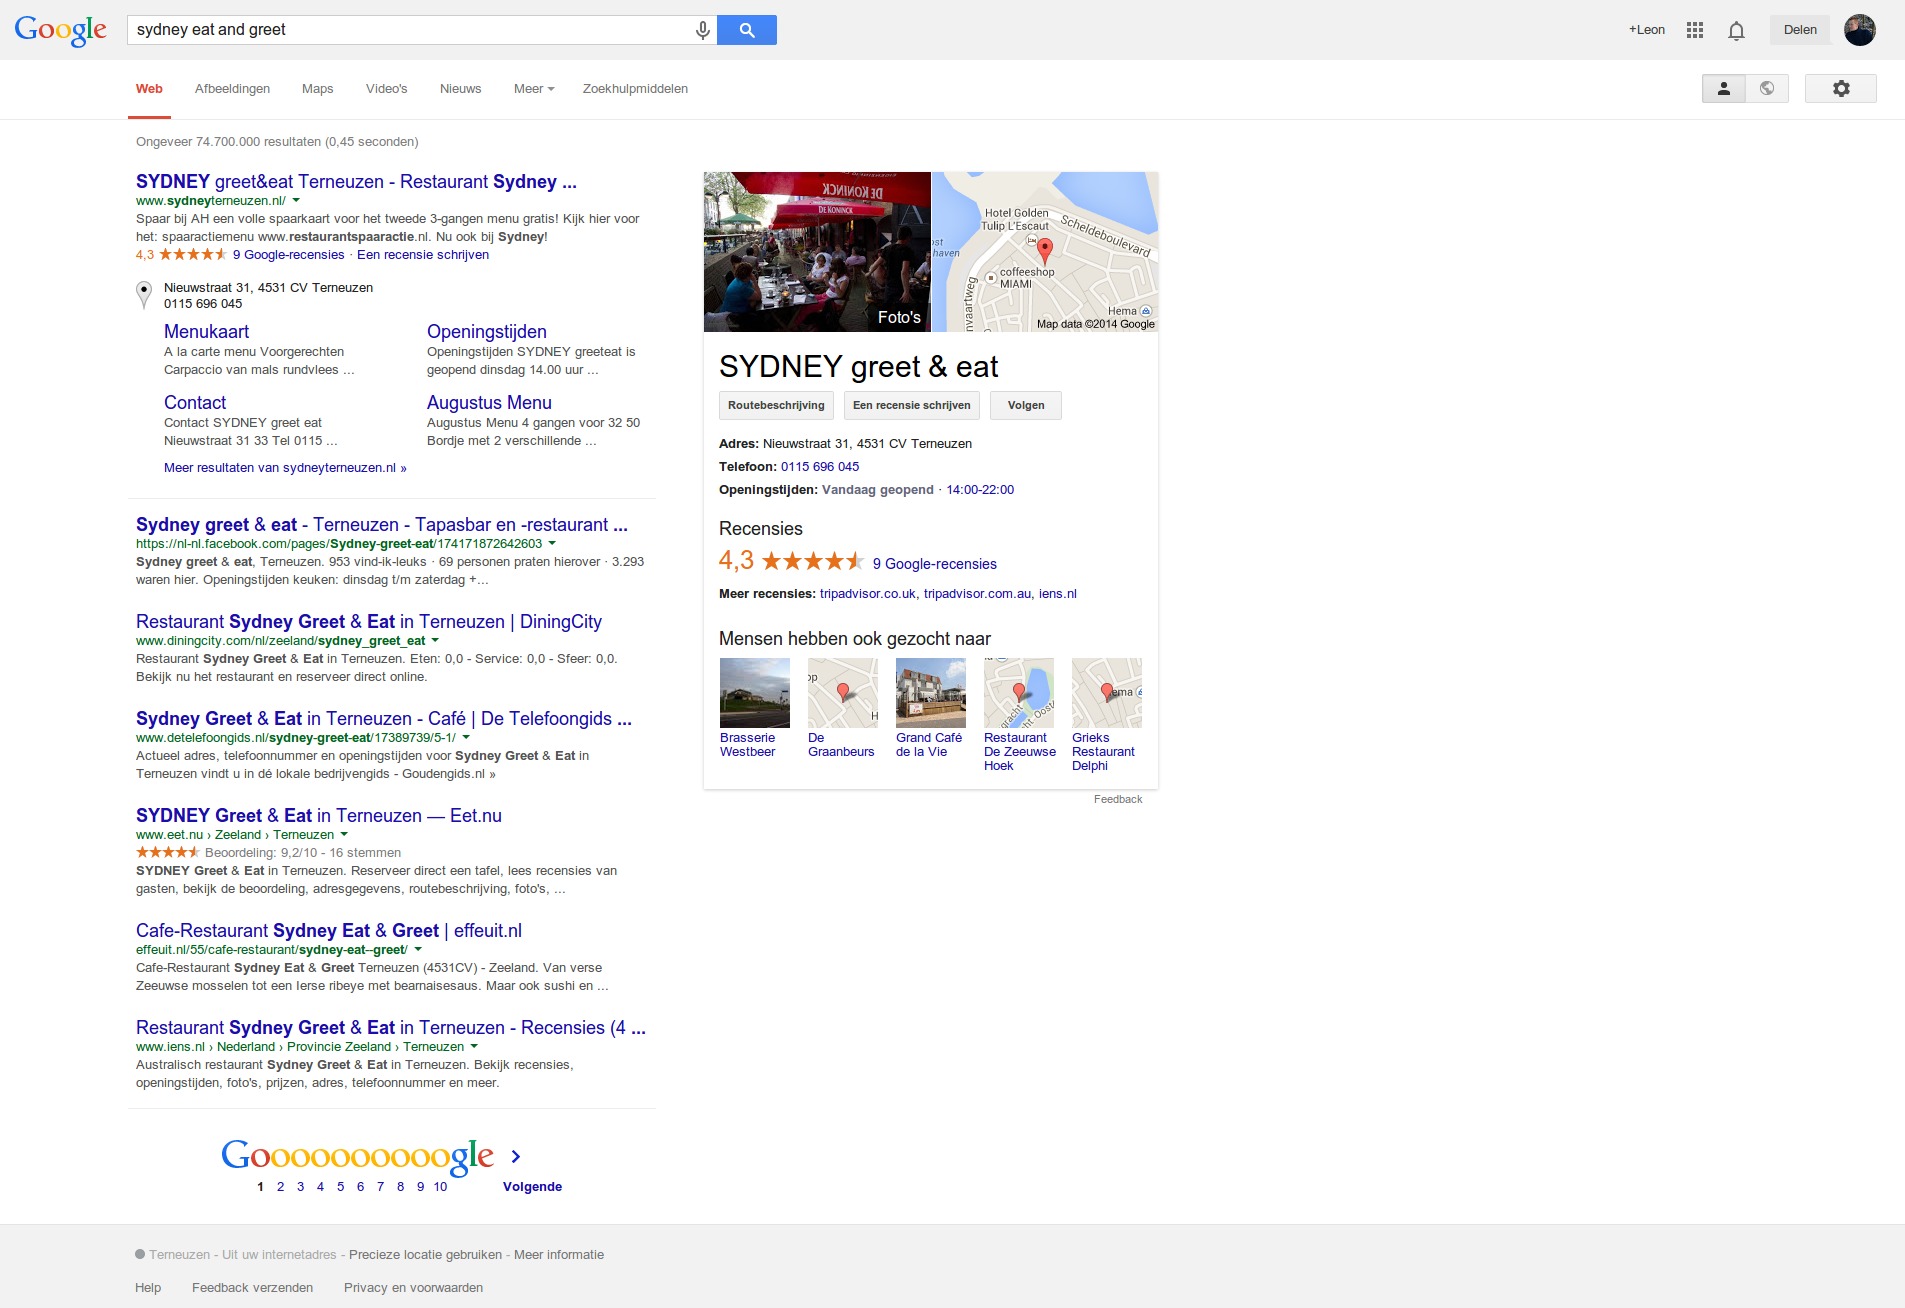 Google
sydney eat and greet
+Leon
Delen
Web
Afbeeldingen
Maps
Video's
Nieuws
Meer
Zoekhulpmiddelen
Ongeveer 74.700.000 resultaten (0,45 seconden)
SYDNEY greet&eat Terneuzen - Restaurant Sydney ...
www.sydneyterneuzen.nl/
Spaar bij AH een volle spaarkaart voor het tweede 3-gangen menu gratis! Kijk hier voor
het: spaaractiemenu www.restaurantspaaractie.nl. Nu ook bij Sydney!
4,3 9 Google-recensies · Een recensie schrijven
Nieuwstraat 31, 4531 CV Terneuzen
0115 696 045
Menukaart
A la carte menu Voorgerechten
Carpaccio van mals rundvlees ...
Openingstijden
Openingstijden SYDNEY greeteat is
geopend dinsdag 14.00 uur ...
Contact
Contact SYDNEY greet eat
Nieuwstraat 31 33 Tel 0115 ...
Augustus Menu
Augustus Menu 4 gangen voor 32 50
Bordje met 2 verschillende ...
Meer resultaten van sydneyterneuzen.nl »
Sydney greet & eat - Terneuzen - Tapasbar en -restaurant ...
https://nl-nl.facebook.com/pages/Sydney-greet-eat/174171872642603
Sydney greet & eat, Terneuzen. 953 vind-ik-leuks · 69 personen praten hierover · 3.293
waren hier. Openingstijden keuken: dinsdag t/m zaterdag +...
Restaurant Sydney Greet & Eat in Terneuzen | DiningCity
www.diningcity.com/nl/zeeland/sydney_greet_eat
Restaurant Sydney Greet & Eat in Terneuzen. Eten: 0,0 - Service: 0,0 - Sfeer: 0,0.
Bekijk nu het restaurant en reserveer direct online.
Sydney Greet & Eat in Terneuzen - Café | De Telefoongids ...
www.detelefoongids.nl/sydney-greet-eat/17389739/5-1/
Actueel adres, telefoonnummer en openingstijden voor Sydney Greet & Eat in
Terneuzen vindt u in dé lokale bedrijvengids - Goudengids.nl »
SYDNEY Greet & Eat in Terneuzen — Eet.nu
www.eet.nu › Zeeland › Terneuzen
Beoordeling: 9,2/10 - 16 stemmen
SYDNEY Greet & Eat in Terneuzen. Reserveer direct een tafel, lees recensies van
gasten, bekijk de beoordeling, adresgegevens, routebeschrijving, foto's, ...
Cafe-Restaurant Sydney Eat & Greet | effeuit.nl
effeuit.nl/55/cafe-restaurant/sydney-eat--greet/
Cafe-Restaurant Sydney Eat & Greet Terneuzen (4531CV) - Zeeland. Van verse
Zeeuwse mosselen tot een Ierse ribeye met bearnaisesaus. Maar ook sushi en ...
Restaurant Sydney Greet & Eat in Terneuzen - Recensies (4 ...
www.iens.nl › Nederland › Provincie Zeeland › Terneuzen
Australisch restaurant Sydney Greet & Eat in Terneuzen. Bekijk recensies,
openingstijden, foto's, prijzen, adres, telefoonnummer en meer.
Goooooooooogle
1 2 3 4 5 6 7 8 9 10 Volgende
DE KONINCK
DE KONINCK
Foto's
Hotel Golden
Tulip L'Escaut
Scheldeboulevard
ost
haven
coffeeshop
MIAMI
nvaartweg
Hema
Map data ©2014 Google
SYDNEY greet & eat
Routebeschrijving
Een recensie schrijven
Volgen
Adres: Nieuwstraat 31, 4531 CV Terneuzen
Telefoon: 0115 696 045
Openingstijden: Vandaag geopend · 14:00-22:00
Recensies
4,3 9 Google-recensies
Meer recensies: tripadvisor.co.uk, tripadvisor.com.au, iens.nl
Mensen hebben ook gezocht naar
op
H
gracht
cht Oost
ema
Brasserie
Westbeer
De
Graanbeurs
Grand Café
de la Vie
Restaurant
De Zeeuwse
Hoek
Grieks
Restaurant
Delphi
Feedback
Terneuzen - Uit uw internetadres - Precieze locatie gebruiken - Meer informatie
Help
Feedback verzenden
Privacy en voorwaarden